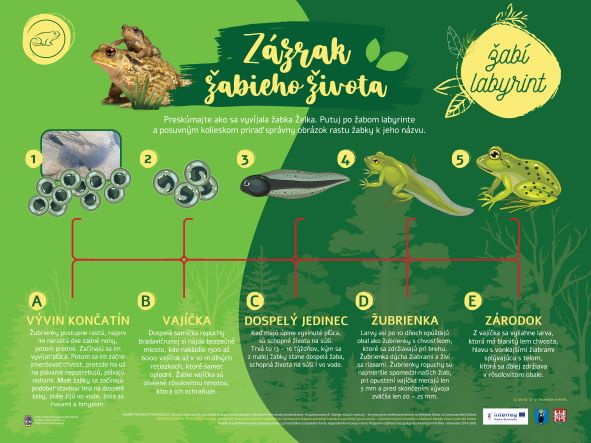 Zázrak
žabieho života
žabí
labyrint
Preskúmajte ako sa vyvíjala žabka Želka. Putuj po žabom labyrinte
a posuvným kolieskom priraď správny obrázok rastu žabky k jeho názvu.
1
2
3
4
5
A
VÝVIN KONČATÍN
Žubrienky postupne rastú, najprv
im narastú dve zadné nohy,
potom predné. Začínajú sa im
vyvíjať pľúca. Potom sa im začne
zmenšovať chvost, pretože ho už
na plávanie nepotrebujú, plávajú
nohami. Malé žabky sa začínajú
podobať stavbou tela na dospelé
žaby, stále žijú vo vode, živia sa
riasami a hmyzom.
B
VAJÍČKA
Dospelá samička ropuchy
bradavičnatej si nájde bezpečné
miesto, kde nakladie 1500 až
6000 vajíčok až v 10 m dlhých
retiazkach, ktoré samec
oplodní. Žabie vajíčka sú
obalené rôsolovitou hmotou,
ktorá ich ochraňuje.
C
DOSPELÝ JEDINEC
Keď majú úplne vyvinuté pľúca,
sú schopné života na súši.
Trvá to 13 – 16 týždňov, kým sa
z malej žabky stane dospelá žaba,
schopná života na súši i vo vode.
D
ŽUBRIENKA
Larvy asi po 10 dňoch opúšťajú
obal ako žubrienky s chvostíkom,
ktoré sa zdržiavajú pri brehu.
Žubrienka dýcha žiabrami a živí
sa riasami. Žubrienky ropuchy sú
najmenšie spomedzi našich žiab,
pri opustení vajíčka merajú len
5 mm a pred dokončením vývoja
zväčša len 20 – 25 mm.
E
ZÁRODOK
Z vajíčka sa vyliahne larva,
ktorá má blanitý lem chvosta,
hlavu s vonkajšími žiabrami
splývajúcu s telom,
ktorá sa ďalej zdržiava
v rôsolovitom obale.
Interreg